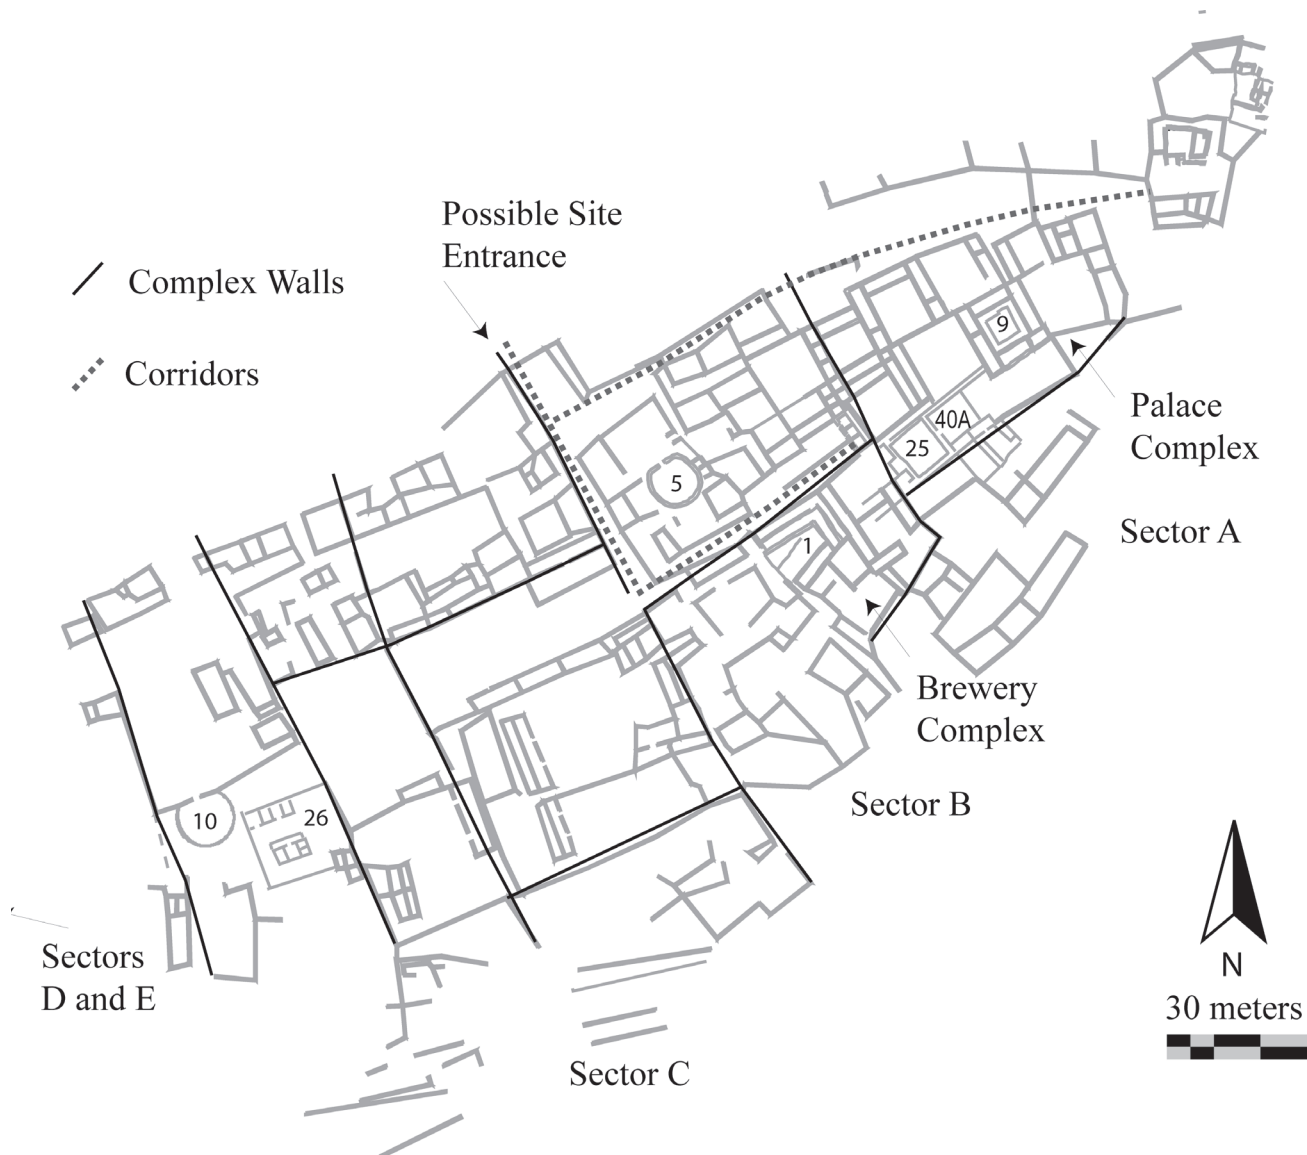 Possible Site
Entrance
Complex Walls
Corridors
9
Palace
Complex
40A
25
5
Sector A
1
Brewery
Complex
Sector B
10
26
Sectors
D and E
N
30 meters
Sector C